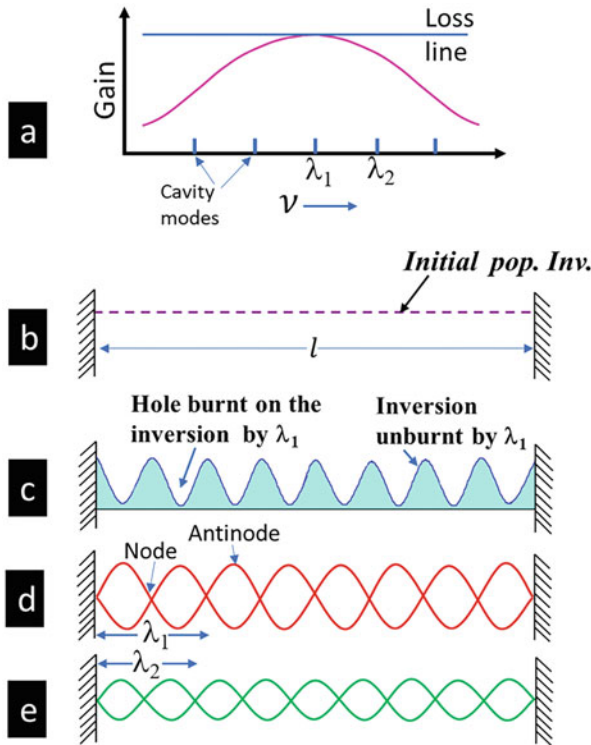 Loss
line
Gain
a
λ₁
λ₂
Cavity
modes
ν
Initial pop. Inv.
b
l
Hole burnt on the
inversion by λ₁
Inversion
unburnt by λ₁
c
Antinode
Node
d
λ₁
λ₂
e